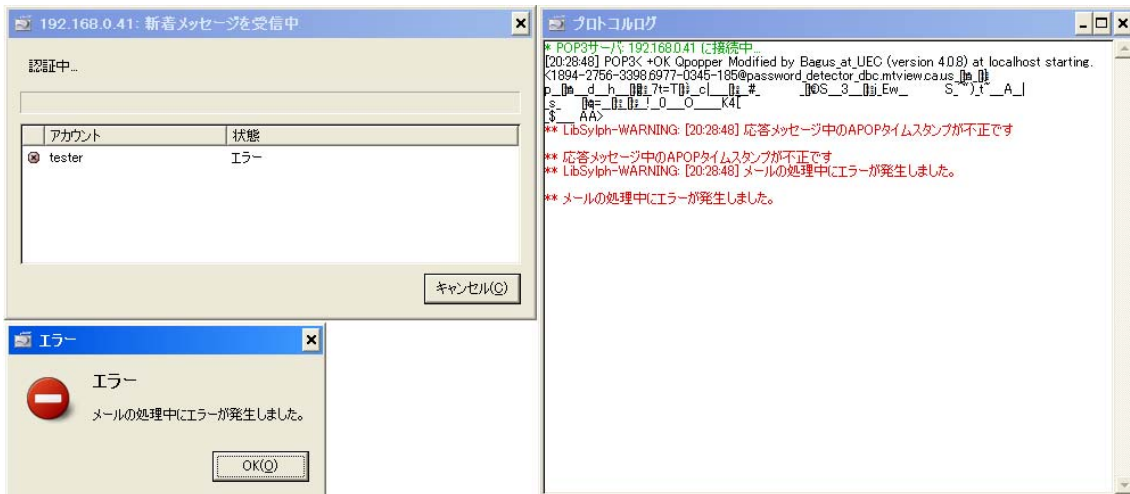 192.168.0.41: 新着メッセージを受信中
認証中...
アカウント 状態
tester エラー
キャンセル(C)
エラー
エラー
メールの処理中にエラーが発生しました。
OK(O)
プロトコルログ
* POP3サーバ: 192.168.0.41 に接続中...
[20:28:48] POP3< +OK Qpopper Modified by Bagus_at_UEC (version 4.0.8) at localhost starting.
<1894-2756-3398.6977-0345-185@password_detector_dbc.mtview.ca.us
** LibSylph-WARNING: [20:28:48] 応答メッセージ中のAPOPタイムスタンプが不正です
** 応答メッセージ中のAPOPタイムスタンプが不正です
** LibSylph-WARNING: [20:28:48] メールの処理中にエラーが発生しました。
** メールの処理中にエラーが発生しました。